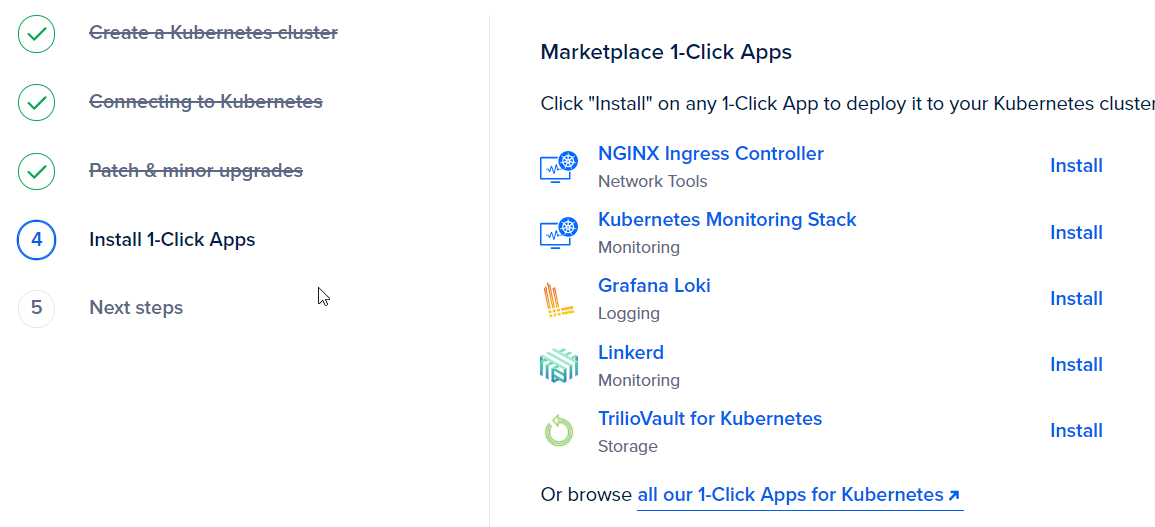 Create a Kubernetes cluster
Connecting to Kubernetes
Patch & minor upgrades
4 Install 1-Click Apps
5 Next steps
Marketplace 1-Click Apps
Click "Install" on any 1-Click App to deploy it to your Kubernetes cluster
NGINX Ingress Controller
Network Tools
Install
Kubernetes Monitoring Stack
Monitoring
Install
Grafana Loki
Logging
Install
Linkerd
Monitoring
Install
TrilioVault for Kubernetes
Storage
Install
Or browse all our 1-Click Apps for Kubernetes